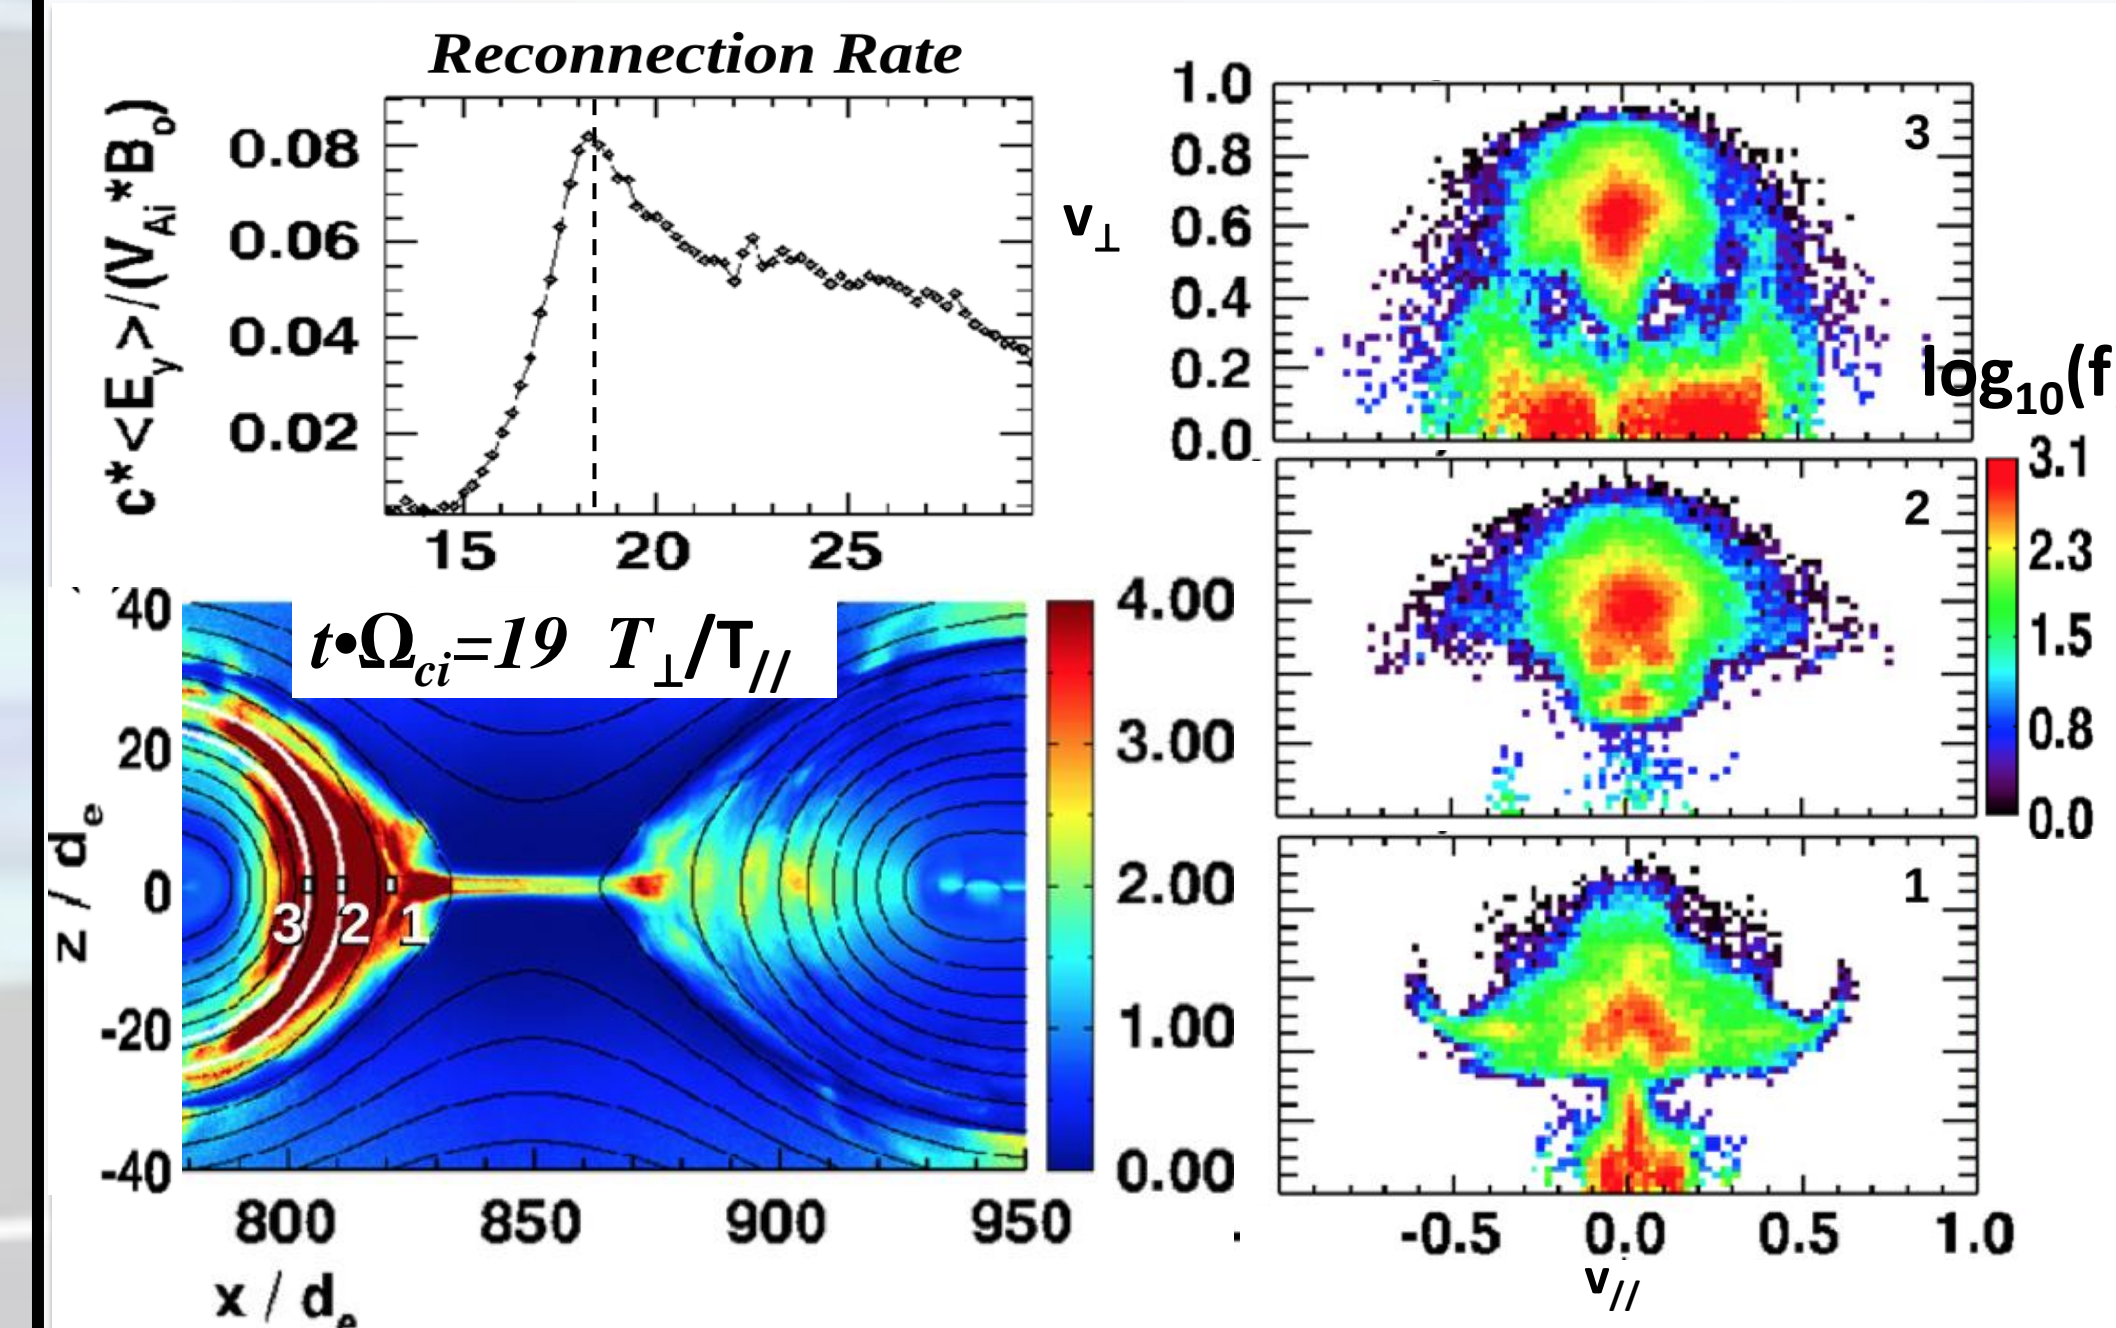 Reconnection Rate
c*<E_y>/(V_Ai*B_o)
0.08
0.06
0.04
0.02
15 20 25
t•Ω_ci=19 T_⊥/T_//
z / d_e
40
20
0
-20
-40
3 2 1
800 850 900 950
x / d_e
4.00
3.00
2.00
1.00
0.00
v_⊥
1.0
0.8
0.6
0.4
0.2
0.0
3
2
1
-0.5 0.0 0.5 1.0
v_//
log_10(f
3.1
2.3
1.5
0.8
0.0